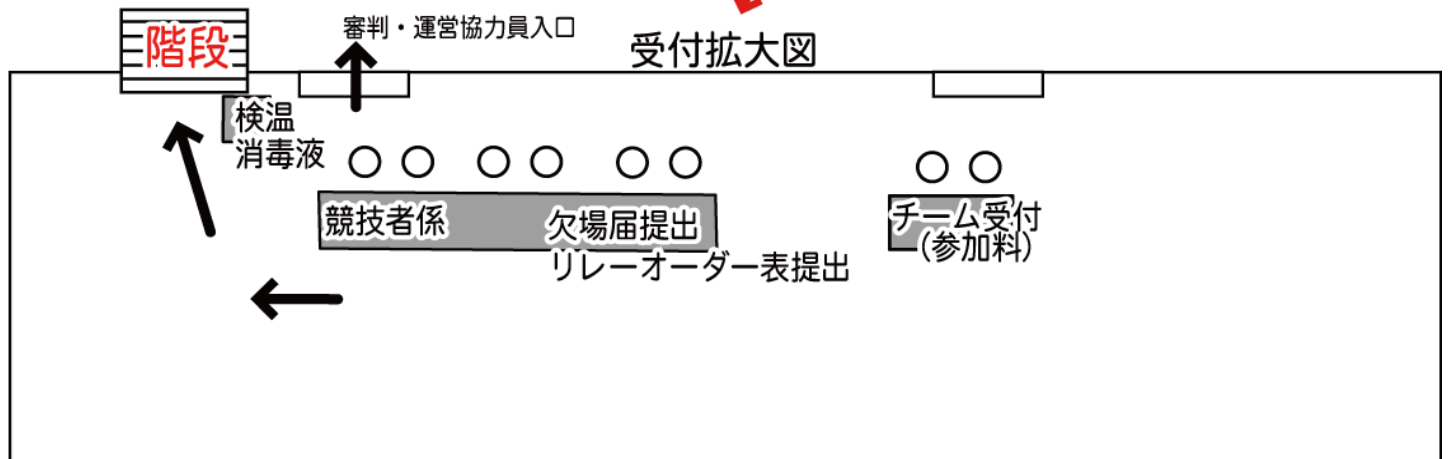 審判・運営協力員入口
階段
受付拡大図
検温
消毒液
競技者係
欠場届提出
リレーオーダー表提出
チーム受付
(参加料)